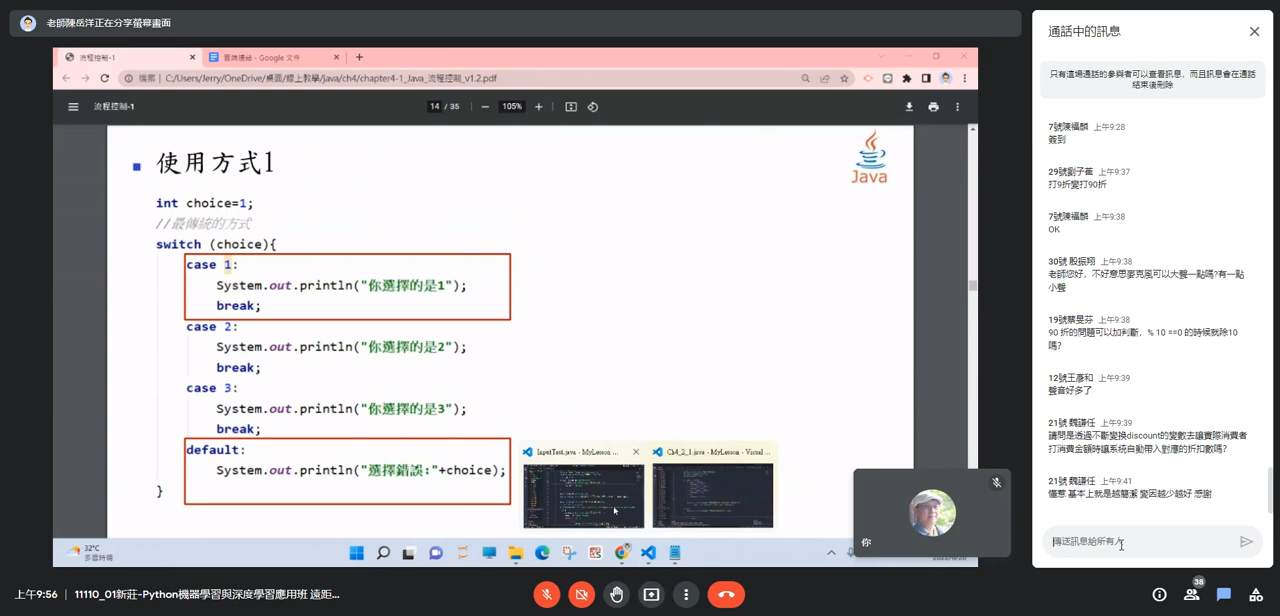 老師陳岳洋正在分享螢幕畫面
流程控制-1
雲端連結 - Google 文件
檔案
C:/Users/Jerry/OneDrive/桌面/線上教學/java/ch4/chapter4-1_Java_流程控制_v1.2.pdf
流程控制-1
14 / 35
105%
使用方式1
Java
int choice=1;
//最傳統的方式
switch (choice){
case 1:
System.out.println("你選擇的是1");
break;
case 2:
System.out.println("你選擇的是2");
break;
case 3:
System.out.println("你選擇的是3");
break;
default:
System.out.println("選擇錯誤:"+choice);
}
InputTest.java - MyLesson ...
Ch4_2_1.java - MyLesson - Visual ...
你
32°C
多雲時晴
上午9:56 | 11110_01新莊-Python機器學習與深度學習應用班 遠距...
38
通話中的訊息
只有這場通話的參與者可以查看訊息，而且訊息會在通話
結束後刪除
7號陳福麟 上午9:28
簽到
29號劉子萑 上午9:37
打9折變打90折
7號陳福麟 上午9:38
OK
30號 殷振翔 上午9:38
老師您好，不好意思麥克風可以大聲一點嗎?有一點
小聲
19號蔡旻芬 上午9:38
90 折的問題可以加判斷，% 10 ==0 的時候就除10
嗎?
12號王彥和 上午9:39
聲音好多了
21號 魏謙任 上午9:39
請問是透過不斷變換discount的變數去讓實際消費者
打消費金額時讓系統自動帶入對應的折扣數嗎?
21號 魏謙任 上午9:41
懂惹 基本上就是越簡潔 變因越少越好 感謝
傳送訊息給所有人